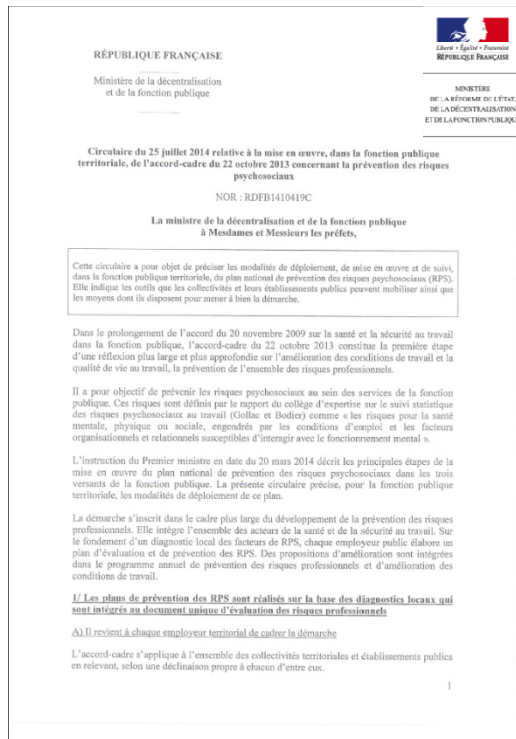 Liberté • Égalité • Fraternité
RÉPUBLIQUE FRANÇAISE
RÉPUBLIQUE FRANÇAISE
Ministère de la décentralisation
et de la fonction publique
MINISTÈRE
DE LA RÉFORME DE L'ÉTAT,
DE LA DÉCENTRALISATION
ET DE LA FONCTION PUBLIQUE
Circulaire du 25 juillet 2014 relative à la mise en œuvre, dans la fonction publique
territoriale, de l'accord-cadre du 22 octobre 2013 concernant la prévention des risques
psychosociaux
NOR : RDFB1410419C
La ministre de la décentralisation et de la fonction publique
à Mesdames et Messieurs les préfets,
Cette circulaire a pour objet de préciser les modalités de déploiement, de mise en œuvre et de suivi,
dans la fonction publique territoriale, du plan national de prévention des risques psychosociaux (RPS).
Elle indique les outils que les collectivités et leurs établissements publics peuvent mobiliser ainsi que
les moyens dont ils disposent pour mener à bien la démarche.
Dans le prolongement de l'accord du 20 novembre 2009 sur la santé et la sécurité au travail
dans la fonction publique, l'accord-cadre du 22 octobre 2013 constitue la première étape
d'une réflexion plus large et plus approfondie sur l'amélioration des conditions de travail et la
qualité de vie au travail, la prévention de l'ensemble des risques professionnels.
Il a pour objectif de prévenir les risques psychosociaux au sein des services de la fonction
publique. Ces risques sont définis par le rapport du collège d'expertise sur le suivi statistique
des risques psychosociaux au travail (Gollac et Bodier) comme « les risques pour la santé
mentale, physique ou sociale, engendrés par les conditions d'emploi et les facteurs
organisationnels et relationnels susceptibles d'interagir avec le fonctionnement mental ».
L'instruction du Premier ministre en date du 20 mars 2014 décrit les principales étapes de la
mise en œuvre du plan national de prévention des risques psychosociaux dans les trois
versants de la fonction publique. La présente circulaire précise, pour la fonction publique
territoriale, les modalités de déploiement de ce plan.
La démarche s'inscrit dans le cadre plus large du développement de la prévention des risques
professionnels. Elle intègre l'ensemble des acteurs de la santé et de la sécurité au travail. Sur
le fondement d'un diagnostic local des facteurs de RPS, chaque employeur public élabore un
plan d'évaluation et de prévention des RPS. Des propositions d'amélioration sont intégrées
dans le programme annuel de prévention des risques professionnels et d'amélioration des
conditions de travail.
1/ Les plans de prévention des RPS sont réalisés sur la base des diagnostics locaux qui
sont intégrés au document unique d'évaluation des risques professionnels
A) Il revient à chaque employeur territorial de cadrer la démarche
L'accord-cadre s'applique à l'ensemble des collectivités territoriales et établissements publics
en relevant, selon une déclinaison propre à chacun d'entre eux.
1